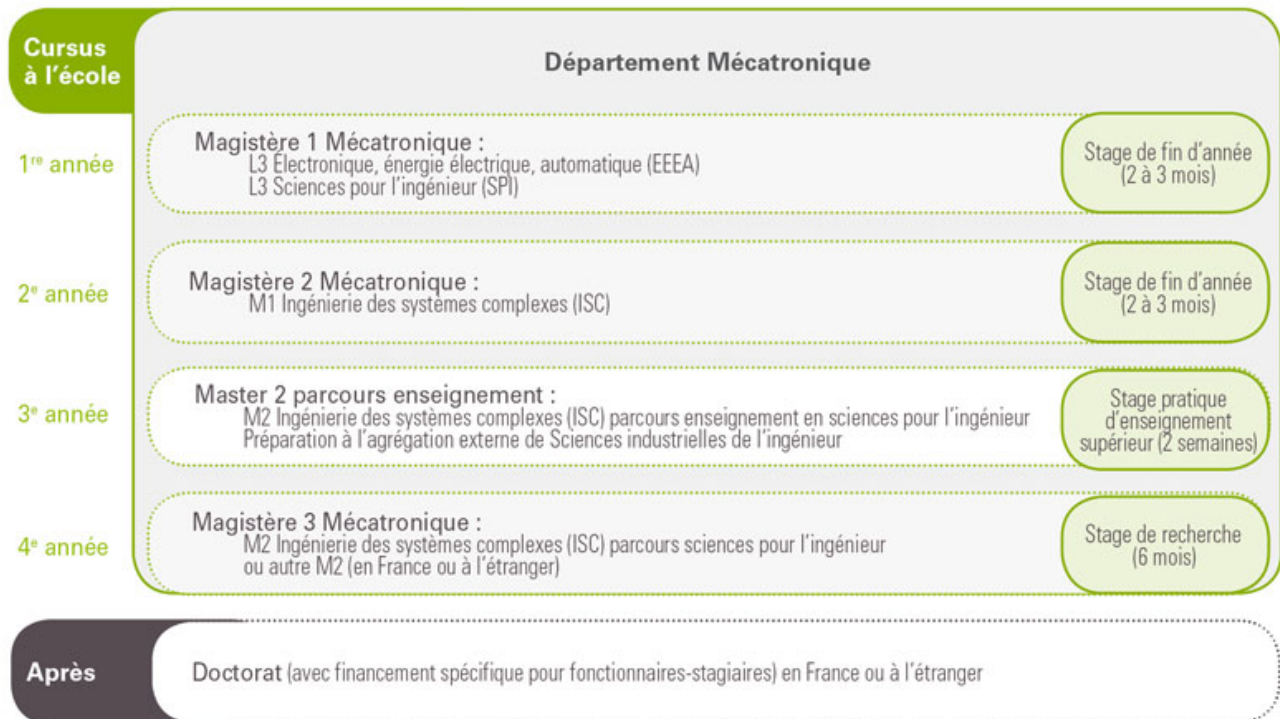 Cursus
à l'école
Département Mécatronique
1re année
Magistère 1 Mécatronique :
L3 Électronique, énergie électrique, automatique (EEEA)
L3 Sciences pour l'ingénieur (SPI)
Stage de fin d'année
(2 à 3 mois)
2e année
Magistère 2 Mécatronique :
M1 Ingénierie des systèmes complexes (ISC)
Stage de fin d'année
(2 à 3 mois)
3e année
Master 2 parcours enseignement :
M2 Ingénierie des systèmes complexes (ISC) parcours enseignement en sciences pour l'ingénieur
Préparation à l'agrégation externe de Sciences industrielles de l'ingénieur
Stage pratique
d'enseignement
supérieur (2 semaines)
4e année
Magistère 3 Mécatronique :
M2 Ingénierie des systèmes complexes (ISC) parcours sciences pour l'ingénieur
ou autre M2 (en France ou à l'étranger)
Stage de recherche
(6 mois)
Après
Doctorat (avec financement spécifique pour fonctionnaires-stagiaires) en France ou à l'étranger